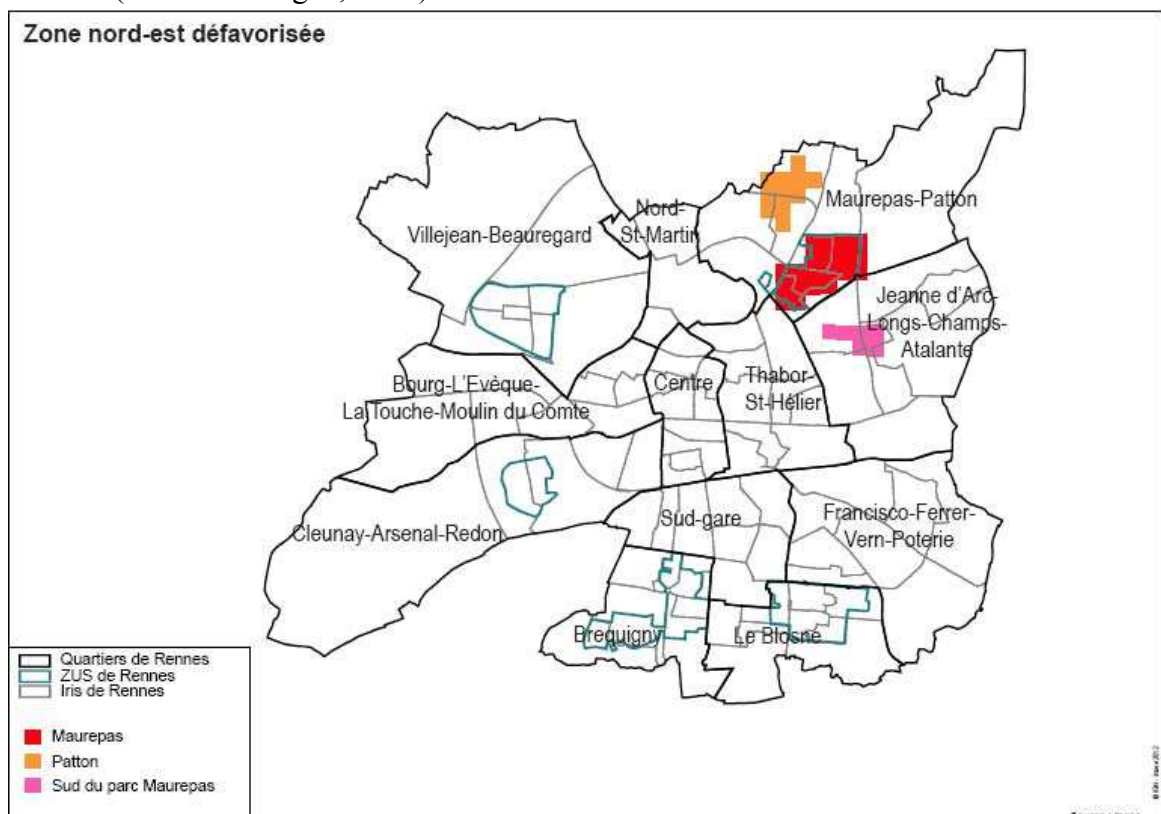 Zone nord-est défavorisée
Maurepas-Patton
Nord-
St-Martin
Villejean-Beauregard
Jeanne d'Arc-
Longs-Champs-
Atalante
Bourg-L'Evèque-
La Touche-Moulin du Comte
Centre
Thabor-
St-Hélier
Cleunay-Arsenal-Redon
Sud-gare
Francisco-Ferrer-
Vern-Poterie
Brequigny
Le Blosne
Quartiers de Rennes
ZUS de Rennes
Iris de Rennes
Maurepas
Patton
Sud du parc Maurepas